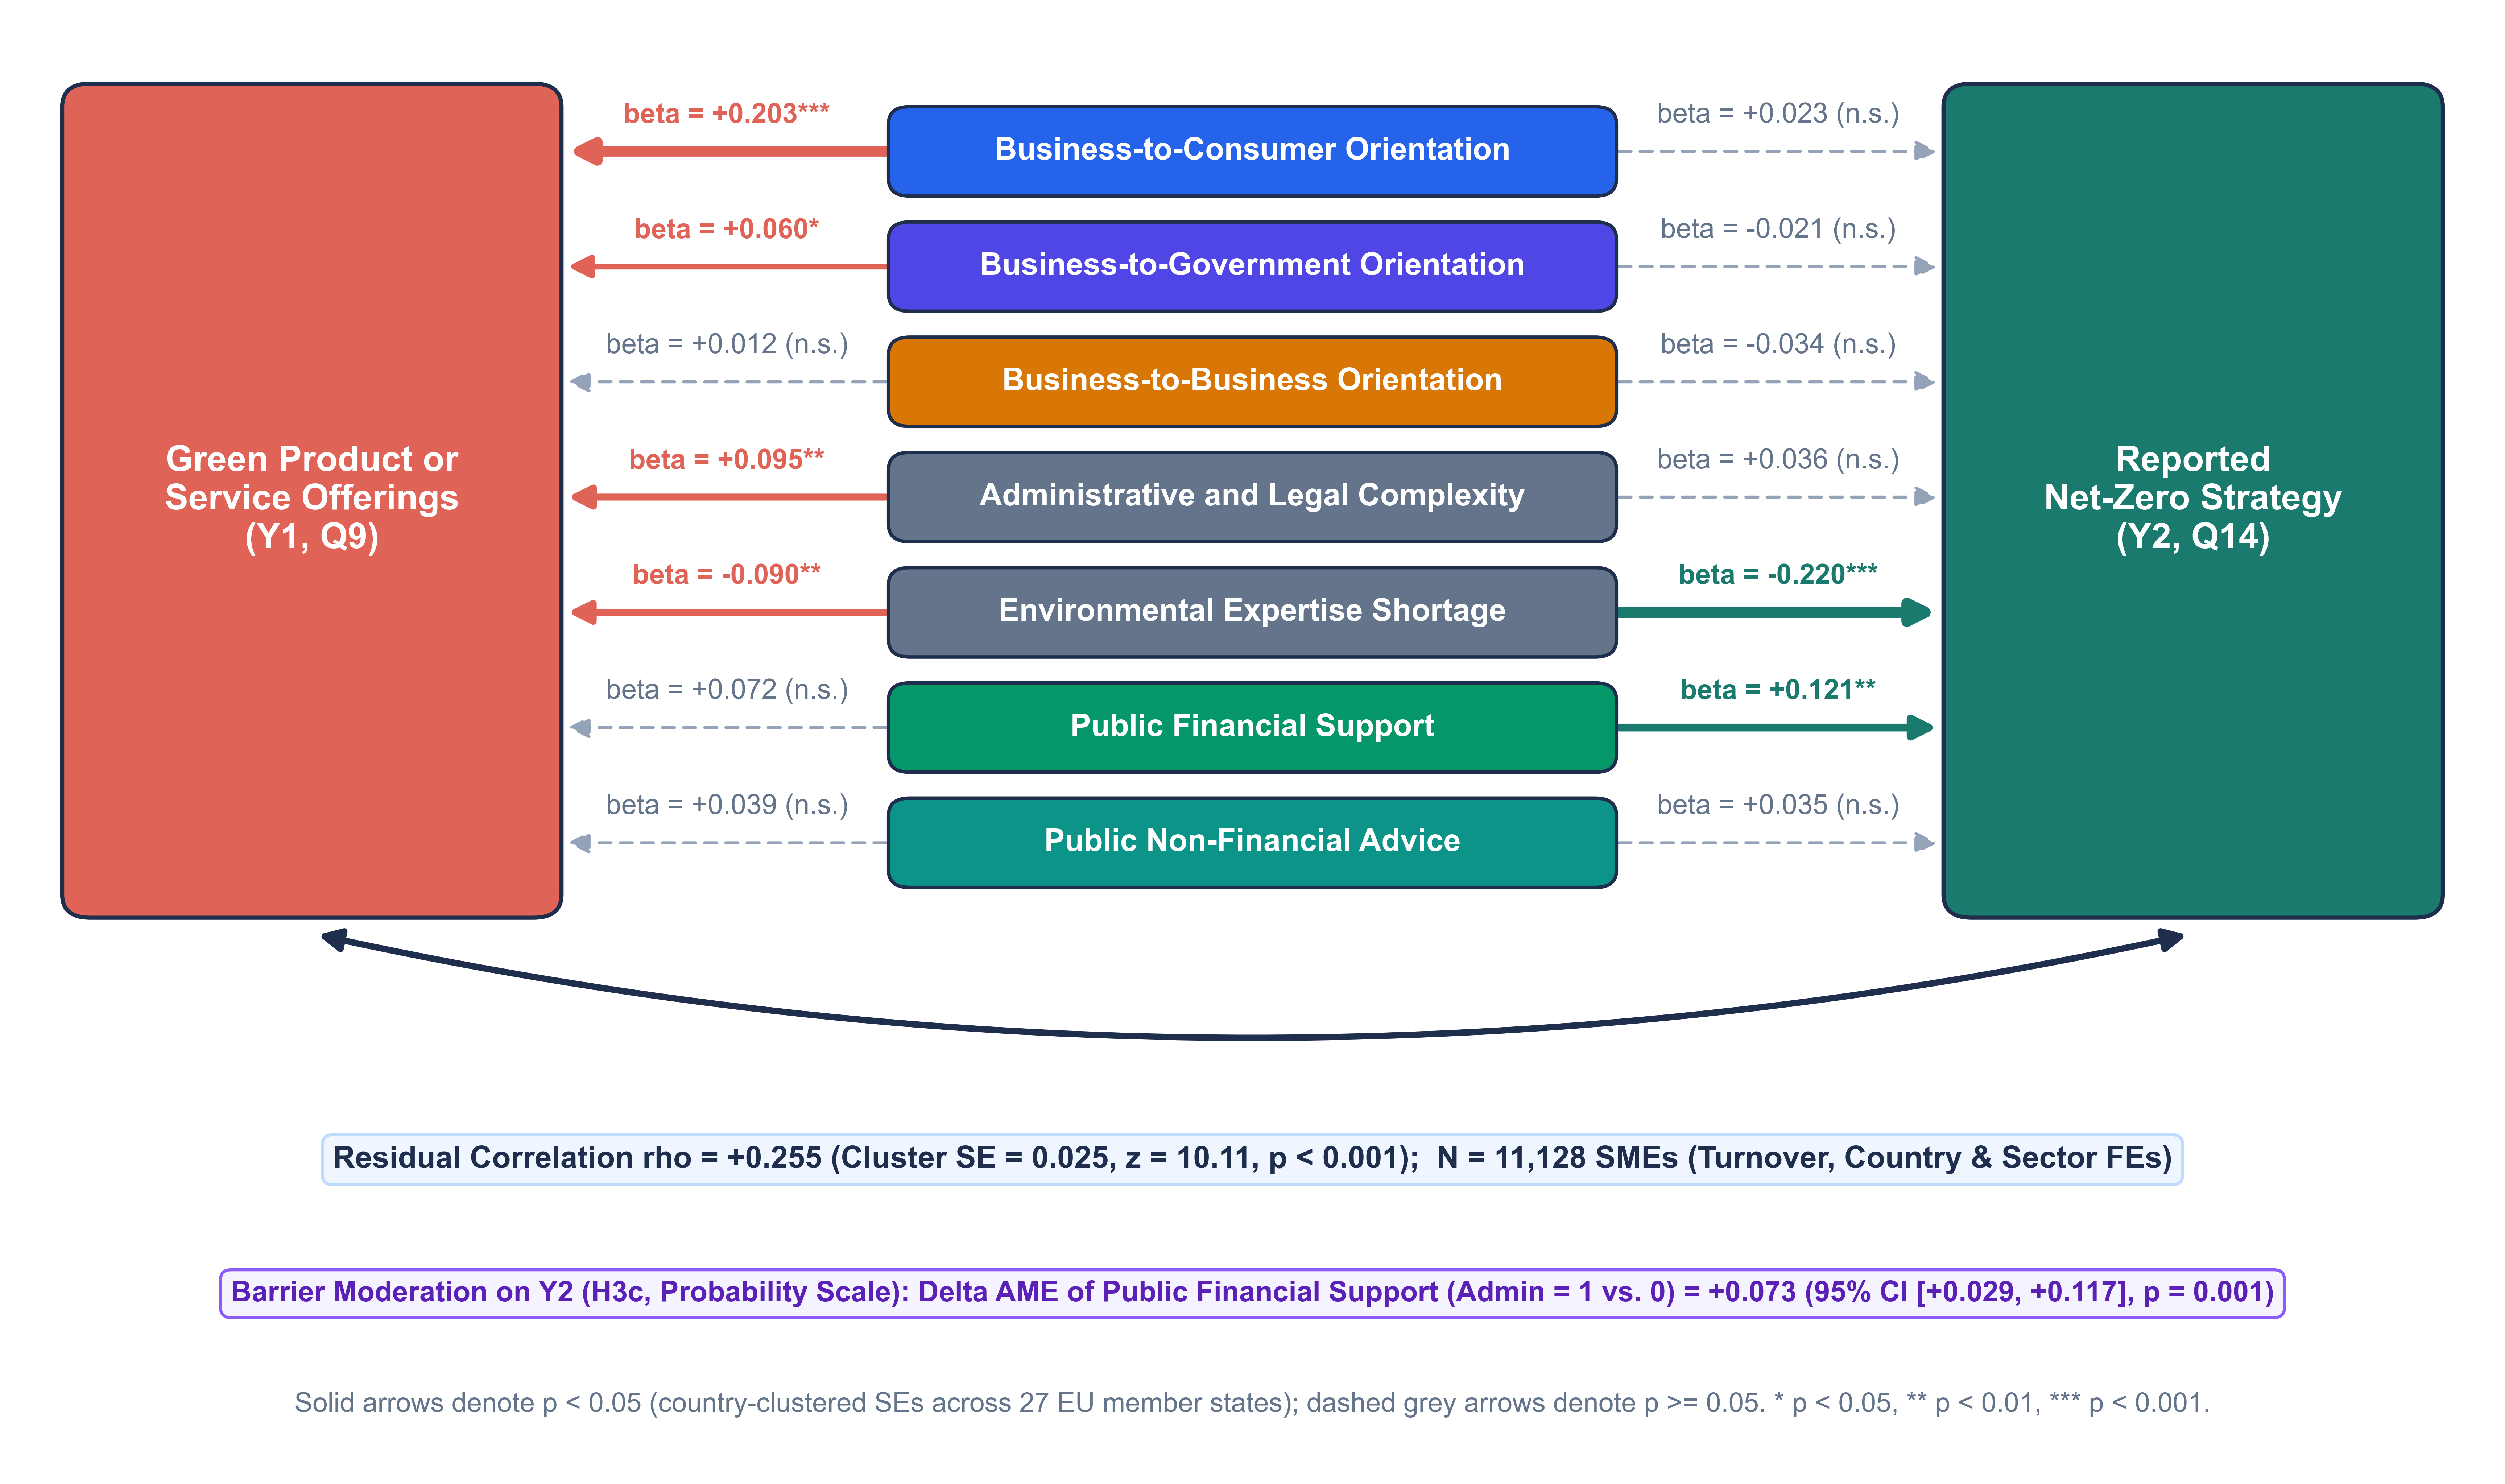 beta = +0.203***
Business-to-Consumer Orientation
beta = +0.023 (n.s.)
beta = +0.060*
Business-to-Government Orientation
beta = -0.021 (n.s.)
beta = +0.012 (n.s.)
Business-to-Business Orientation
beta = -0.034 (n.s.)
Green Product or
Service Offerings
(Y1, Q9)
beta = +0.095**
Administrative and Legal Complexity
beta = +0.036 (n.s.)
Reported
Net-Zero Strategy
(Y2, Q14)
beta = -0.090**
Environmental Expertise Shortage
beta = -0.220***
beta = +0.072 (n.s.)
Public Financial Support
beta = +0.121**
beta = +0.039 (n.s.)
Public Non-Financial Advice
beta = +0.035 (n.s.)
Residual Correlation rho = +0.255 (Cluster SE = 0.025, z = 10.11, p < 0.001);  N = 11,128 SMEs (Turnover, Country & Sector FEs)
Barrier Moderation on Y2 (H3c, Probability Scale): Delta AME of Public Financial Support (Admin = 1 vs. 0) = +0.073 (95% CI [+0.029, +0.117], p = 0.001)
Solid arrows denote p < 0.05 (country-clustered SEs across 27 EU member states); dashed grey arrows denote p >= 0.05. * p < 0.05, ** p < 0.01, *** p < 0.001.